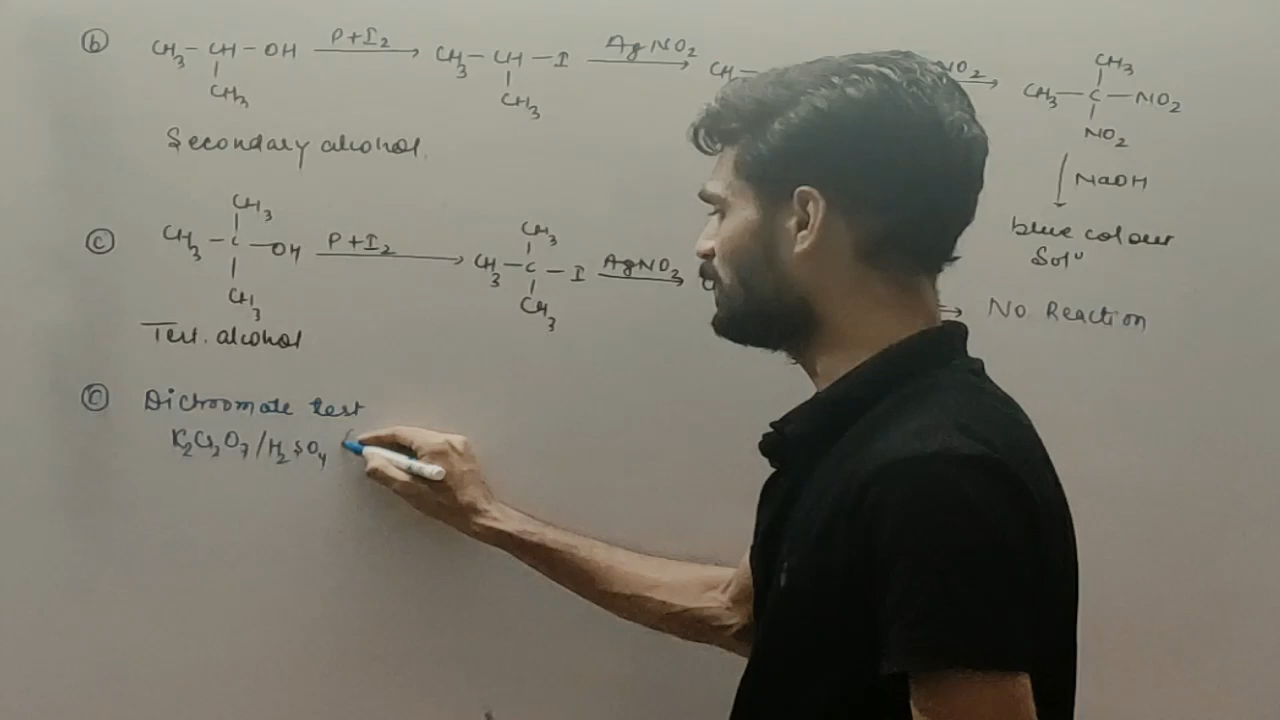 b CH3 - CH - OH P+I2 CH3 - CH - I AgNO2 CH NO2 CH3 - C - NO2
CH3 CH3 CH3 NO2
Secondary alcohol. NaOH
blue colour
Sol"
c CH3 - C - OH P+I2 CH3 - C - I AgNO2 No Reaction
CH3 CH3 CH3 CH3
Tert. alcohol
Dichromate test
K2Cr2O7/H2SO4